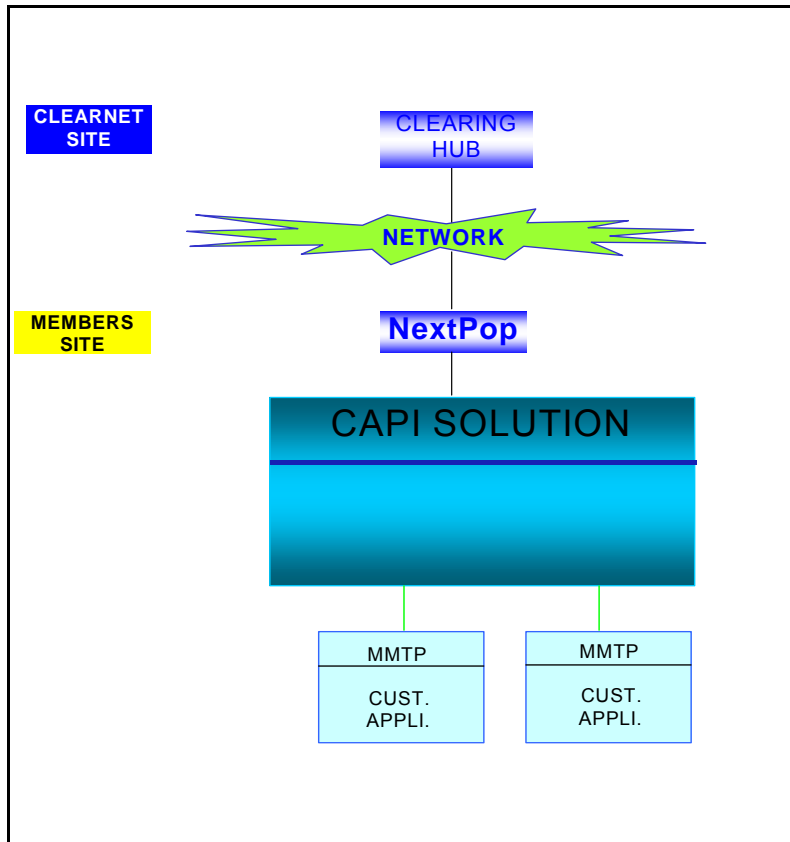 CLEARNET
SITE
CLEARING
HUB
NETWORK
MEMBERS
SITE
NextPop
CAPI SOLUTION
MMTP
CUST.
APPLI.
MMTP
CUST.
APPLI.